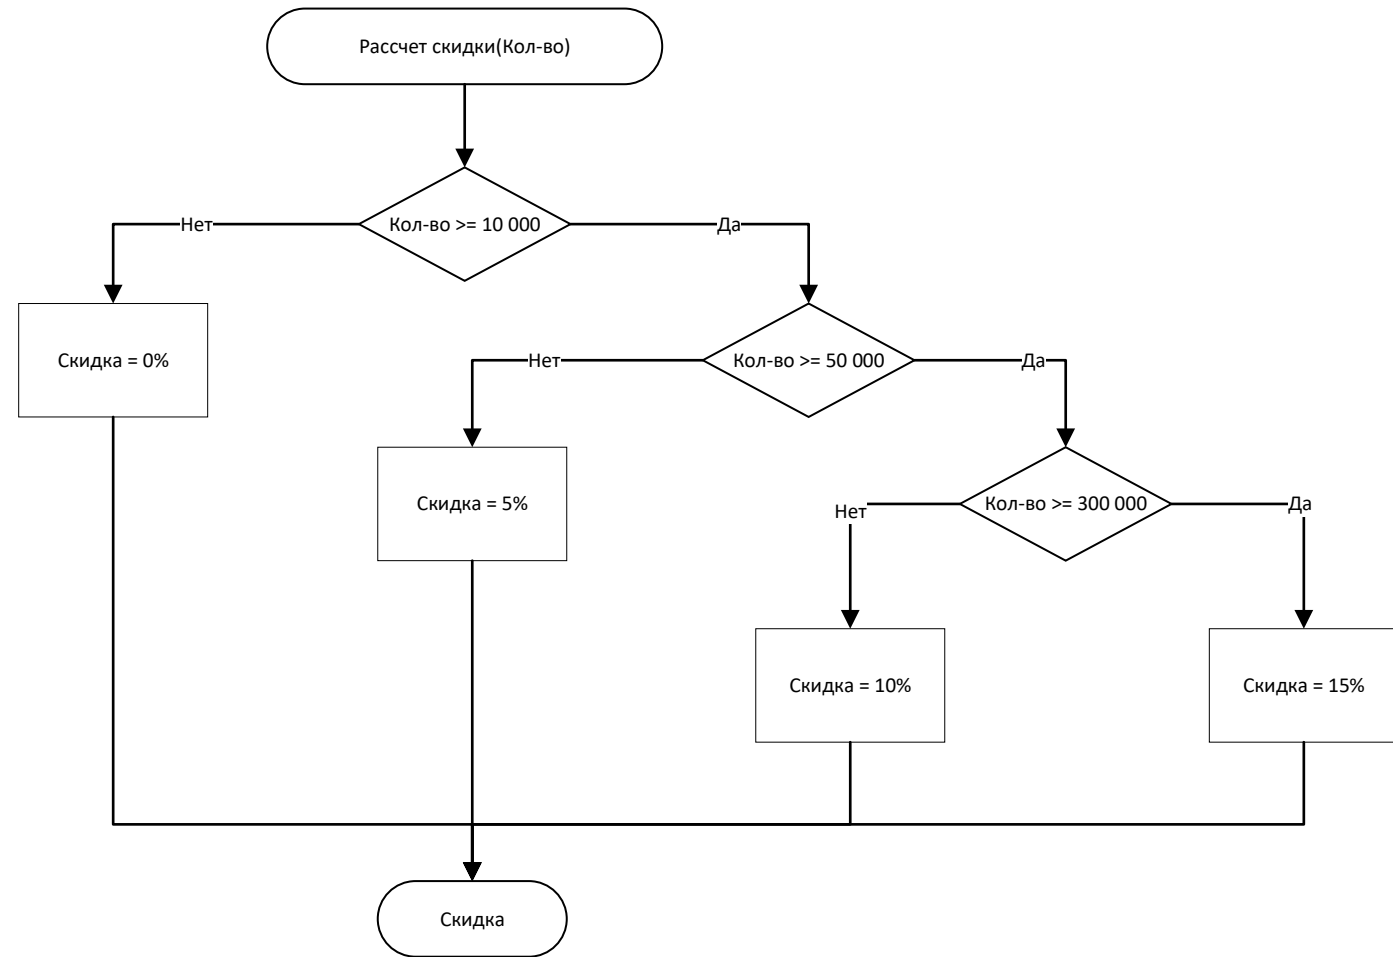 Рассчет скидки(Кол-во)
Нет
Кол-во >= 10 000
Да
Скидка = 0%
Нет
Кол-во >= 50 000
Да
Скидка = 5%
Нет
Кол-во >= 300 000
Да
Скидка = 10%
Скидка = 15%
Скидка